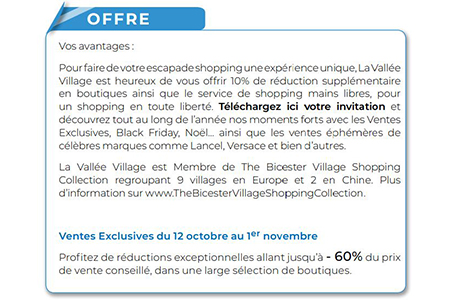 OFFRE
Vos avantages :
Pour faire de votre escapade shopping une expérience unique, La Vallée
Village est heureux de vous offrir 10% de réduction supplémentaire
en boutiques ainsi que le service de shopping mains libres, pour
un shopping en toute liberté. Téléchargez ici votre invitation et
découvrez tout au long de l'année nos moments forts avec les Ventes
Exclusives, Black Friday, Noël... ainsi que les ventes éphémères de
célèbres marques comme Lancel, Versace et bien d'autres.
La Vallée Village est Membre de The Bicester Village Shopping
Collection regroupant 9 villages en Europe et 2 en Chine. Plus
d'information sur www.TheBicesterVillageShoppingCollection.
Ventes Exclusives du 12 octobre au 1er novembre
Profitez de réductions exceptionnelles allant jusqu'à - 60% du prix
de vente conseillé, dans une large sélection de boutiques.